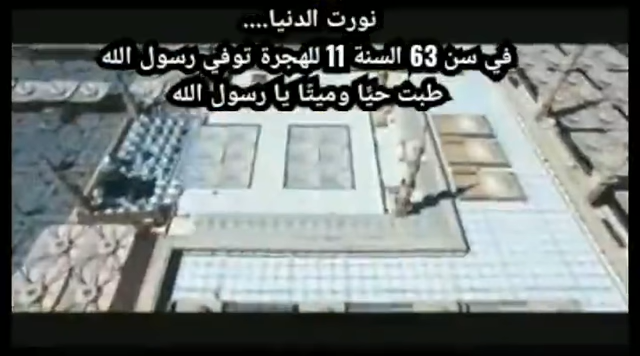 نورت الدنيا....
في سن 63 السنة 11 للهجرة توفي رسول الله
طبت حيًا وميتًا يا رسول الله